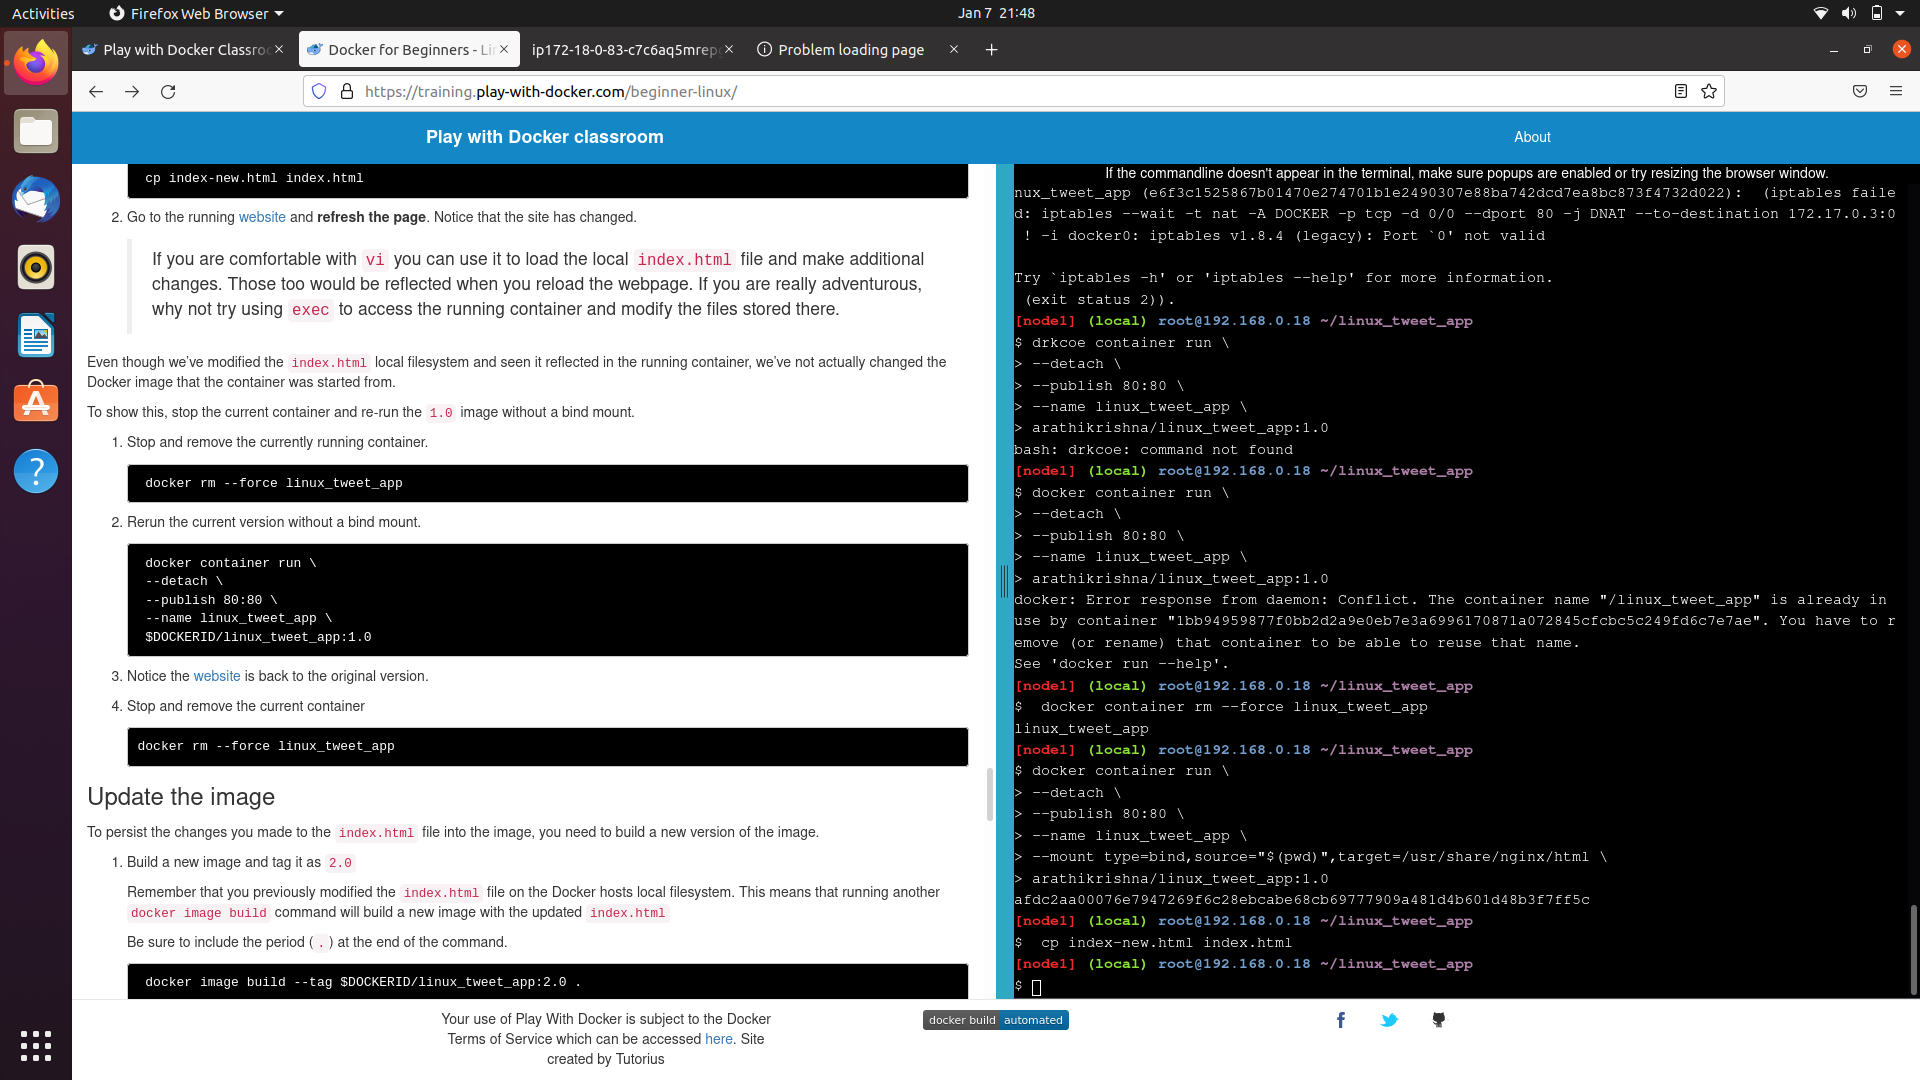 Activities
Firefox Web Browser
Jan 7 21:48
Play with Docker Classroo
Docker for Beginners - Li
ip172-18-0-83-c7c6aq5mrepg
Problem loading page
https://training.play-with-docker.com/beginner-linux/
Play with Docker classroom
About
cp index-new.html index.html
2. Go to the running website and refresh the page. Notice that the site has changed.
If you are comfortable with vi you can use it to load the local index.html file and make additional
changes. Those too would be reflected when you reload the webpage. If you are really adventurous,
why not try using exec to access the running container and modify the files stored there.
Even though we've modified the index.html local filesystem and seen it reflected in the running container, we've not actually changed the
Docker image that the container was started from.
To show this, stop the current container and re-run the 1.0 image without a bind mount.
1. Stop and remove the currently running container.
docker rm --force linux_tweet_app
2. Rerun the current version without a bind mount.
docker container run \
--detach \
--publish 80:80 \
--name linux_tweet_app \
$DOCKERID/linux_tweet_app:1.0
3. Notice the website is back to the original version.
4. Stop and remove the current container
docker rm --force linux_tweet_app
Update the image
To persist the changes you made to the index.html file into the image, you need to build a new version of the image.
1. Build a new image and tag it as 2.0
Remember that you previously modified the index.html file on the Docker hosts local filesystem. This means that running another
docker image build command will build a new image with the updated index.html
Be sure to include the period ( . ) at the end of the command.
docker image build --tag $DOCKERID/linux_tweet_app:2.0 .
If the commandline doesn't appear in the terminal, make sure popups are enabled or try resizing the browser window.
nux_tweet_app (e6f3c1525867b01470e274701b1e2490307e88ba742dcd7ea8bc873f4732d022):  (iptables faile
d: iptables --wait -t nat -A DOCKER -p tcp -d 0/0 --dport 80 -j DNAT --to-destination 172.17.0.3:0
! -i docker0: iptables v1.8.4 (legacy): Port `0' not valid
Try `iptables -h' or 'iptables --help' for more information.
(exit status 2)).
[node1] (local) root@192.168.0.18 ~/linux_tweet_app
$ drkcoe container run \
> --detach \
> --publish 80:80 \
> --name linux_tweet_app \
> arathikrishna/linux_tweet_app:1.0
bash: drkcoe: command not found
[node1] (local) root@192.168.0.18 ~/linux_tweet_app
$ docker container run \
> --detach \
> --publish 80:80 \
> --name linux_tweet_app \
> arathikrishna/linux_tweet_app:1.0
docker: Error response from daemon: Conflict. The container name "/linux_tweet_app" is already in
use by container "1bb94959877f0bb2d2a9e0eb7e3a6996170871a072845cfcbc5c249fd6c7e7ae". You have to r
emove (or rename) that container to be able to reuse that name.
See 'docker run --help'.
[node1] (local) root@192.168.0.18 ~/linux_tweet_app
$  docker container rm --force linux_tweet_app
linux_tweet_app
[node1] (local) root@192.168.0.18 ~/linux_tweet_app
$ docker container run \
> --detach \
> --publish 80:80 \
> --name linux_tweet_app \
> --mount type=bind,source="$(pwd)",target=/usr/share/nginx/html \
> arathikrishna/linux_tweet_app:1.0
afdc2aa00076e7947269f6c28ebcabe68cb69777909a481d4b601d48b3f7ff5c
[node1] (local) root@192.168.0.18 ~/linux_tweet_app
$  cp index-new.html index.html
[node1] (local) root@192.168.0.18 ~/linux_tweet_app
$
Your use of Play With Docker is subject to the Docker
Terms of Service which can be accessed here. Site
created by Tutorius
docker build automated